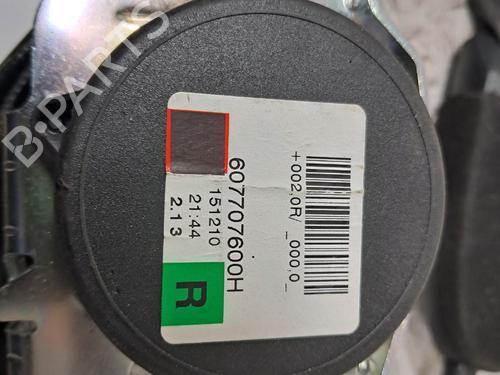 607707600H
151210
21:44
2.13
R
+002,0R/ _000,0_
B-PARTS